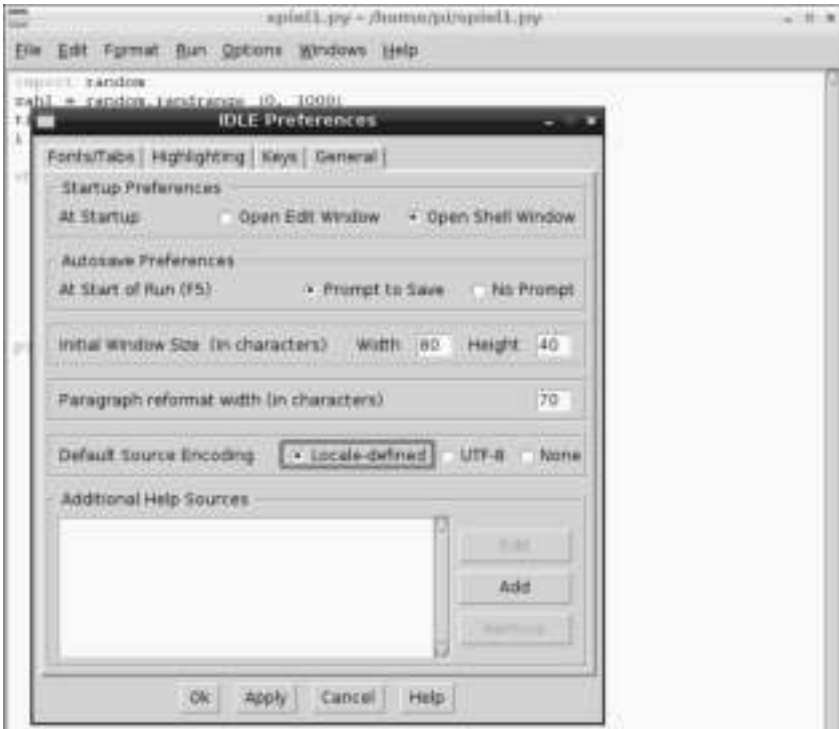 spiel1.py - /home/pi/spiel1.py
File Edit Format Run Options Windows Help
import random
zahl = random.randrange (0, 1000)
IDLE Preferences
Fonts/Tabs Highlighting Keys General
Startup Preferences
At Startup Open Edit Window Open Shell Window
Autosave Preferences
At Start of Run (F5) Prompt to Save No Prompt
Initial Window Size (in characters) Width 80 Height 40
Paragraph reformat width (in characters) 70
Default Source Encoding Locale-defined UTF-8 None
Additional Help Sources
Edit
Add
Remove
Ok Apply Cancel Help